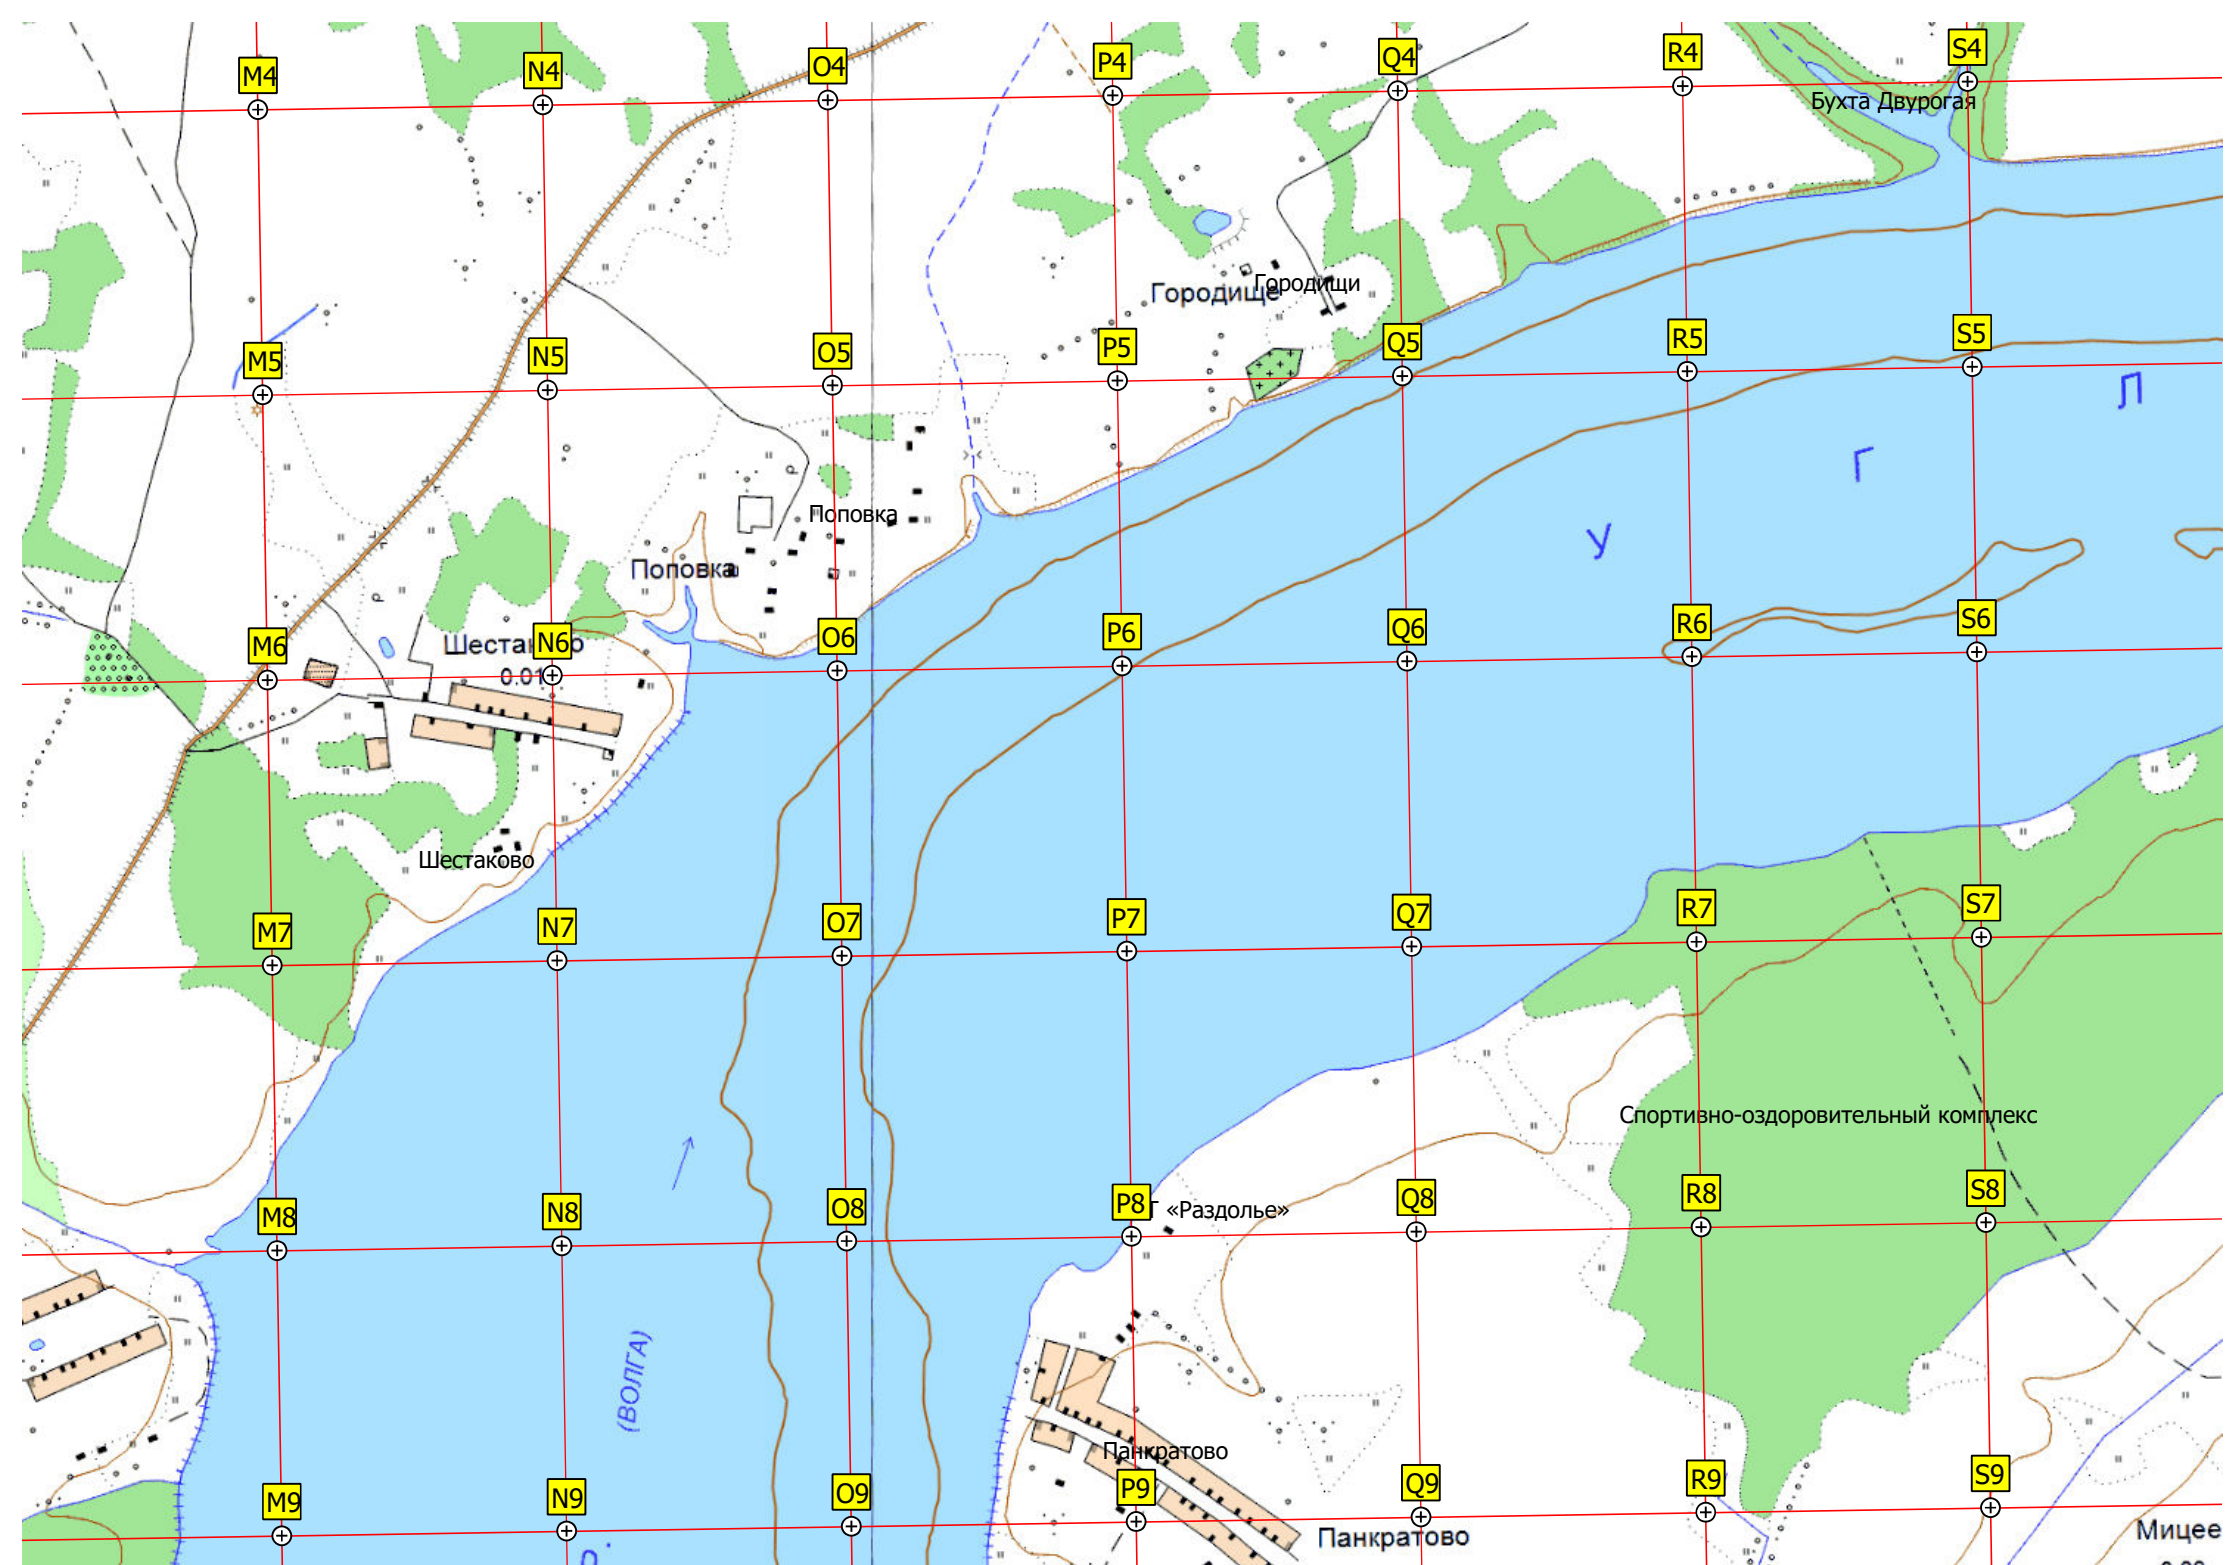 M4
N4
O4
P4
Q4
R4
S4
Бухта Двурогая
Городище
Городищи
M5
N5
O5
P5
Q5
R5
S5
Л
Г
У
Поповка
Поповка
M6
Шестаково
0.01
N6
O6
P6
Q6
R6
S6
Шестаково
M7
N7
O7
P7
Q7
R7
S7
Спортивно-оздоровительный комплекс
M8
N8
O8
P8
Г «Раздолье»
Q8
R8
S8
(ВОЛГА)
Панкратово
M9
N9
O9
P9
Q9
R9
S9
Панкратово
Мицее
Р.